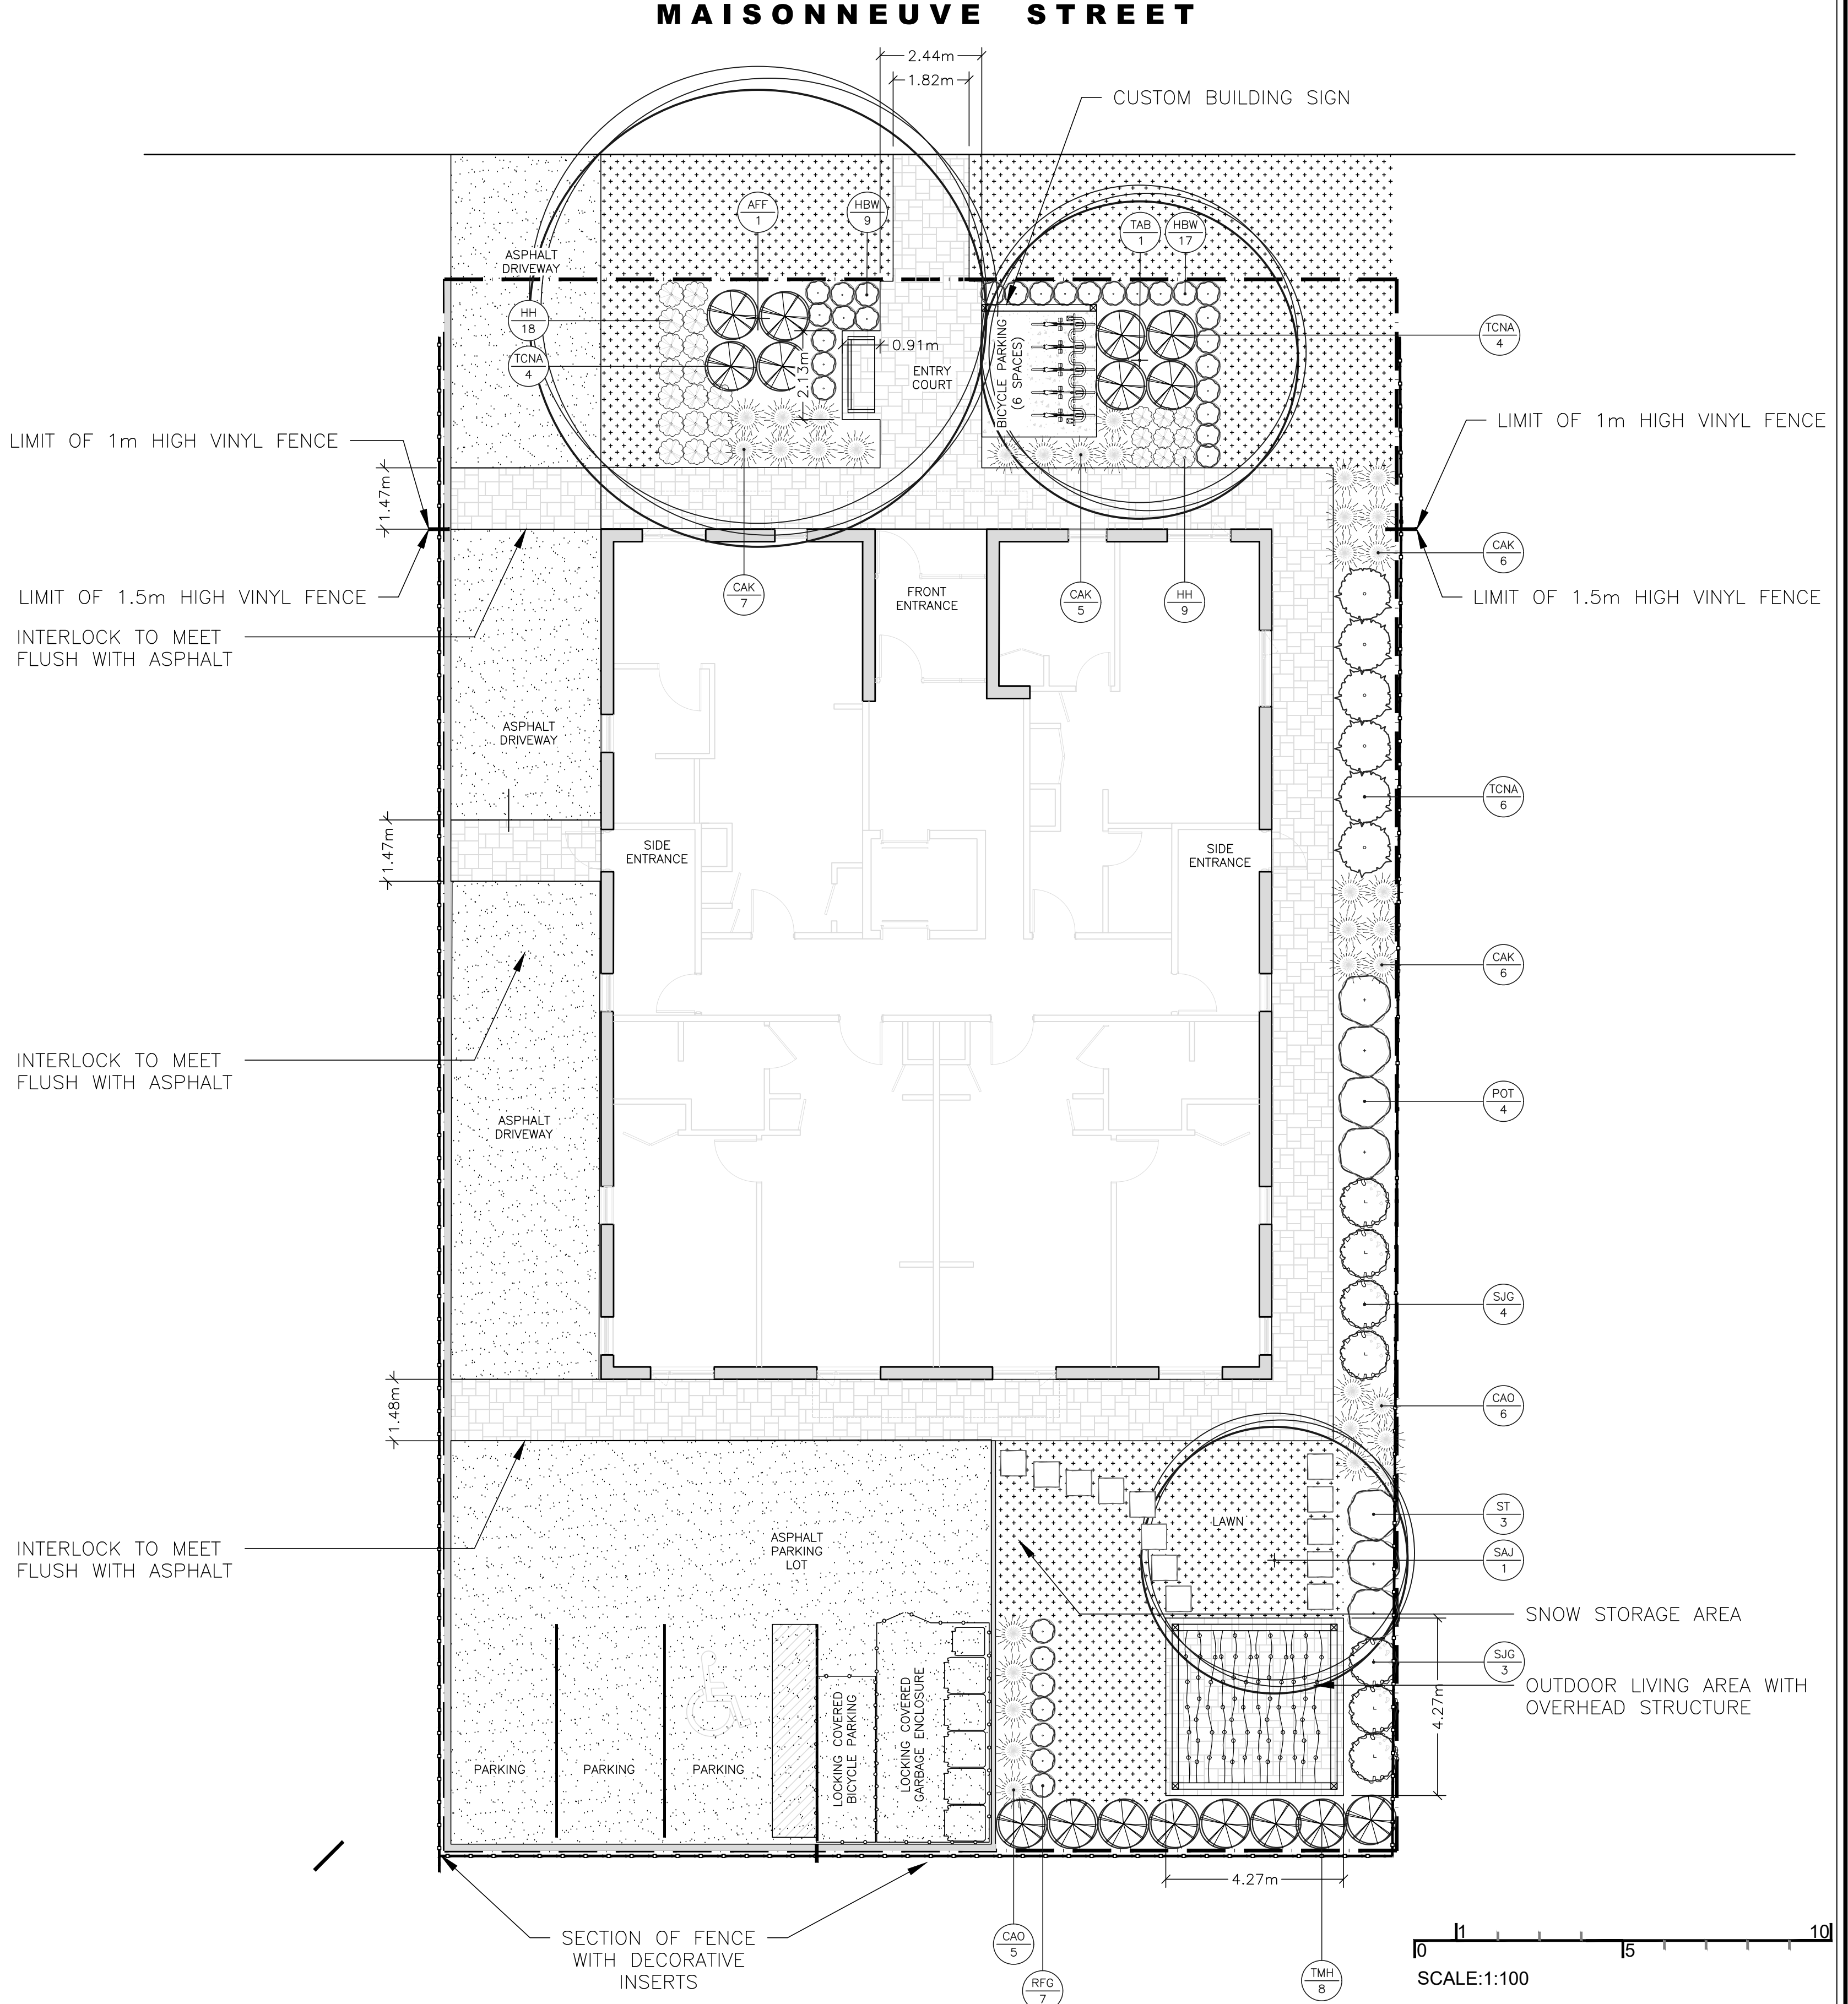 MAISONNEUVE STREET
2.44m
1.82m
CUSTOM BUILDING SIGN
AFF
1
HBW
9
TAB
1
HBW
17
ASPHALT
DRIVEWAY
HH
18
TCNA
4
0.91m
2.13m
ENTRY
COURT
BICYCLE PARKING
(6 SPACES)
TCNA
4
LIMIT OF 1m HIGH VINYL FENCE
LIMIT OF 1m HIGH VINYL FENCE
1.47m
CAK
6
LIMIT OF 1.5m HIGH VINYL FENCE
LIMIT OF 1.5m HIGH VINYL FENCE
CAK
7
FRONT
ENTRANCE
CAK
5
HH
9
INTERLOCK TO MEET
FLUSH WITH ASPHALT
ASPHALT
DRIVEWAY
TCNA
6
1.47m
SIDE
ENTRANCE
SIDE
ENTRANCE
CAK
6
INTERLOCK TO MEET
FLUSH WITH ASPHALT
ASPHALT
DRIVEWAY
POT
4
SJG
4
1.48m
CAO
6
INTERLOCK TO MEET
FLUSH WITH ASPHALT
ASPHALT
PARKING
LOT
LAWN
ST
3
SAJ
1
SNOW STORAGE AREA
SJG
3
OUTDOOR LIVING AREA WITH
OVERHEAD STRUCTURE
4.27m
PARKING
PARKING
PARKING
LOCKING COVERED
BICYCLE PARKING
LOCKING COVERED
GARBAGE ENCLOSURE
4.27m
SECTION OF FENCE
WITH DECORATIVE
INSERTS
CAO
5
RFG
7
TMH
8
1
10
0
5
SCALE:1:100